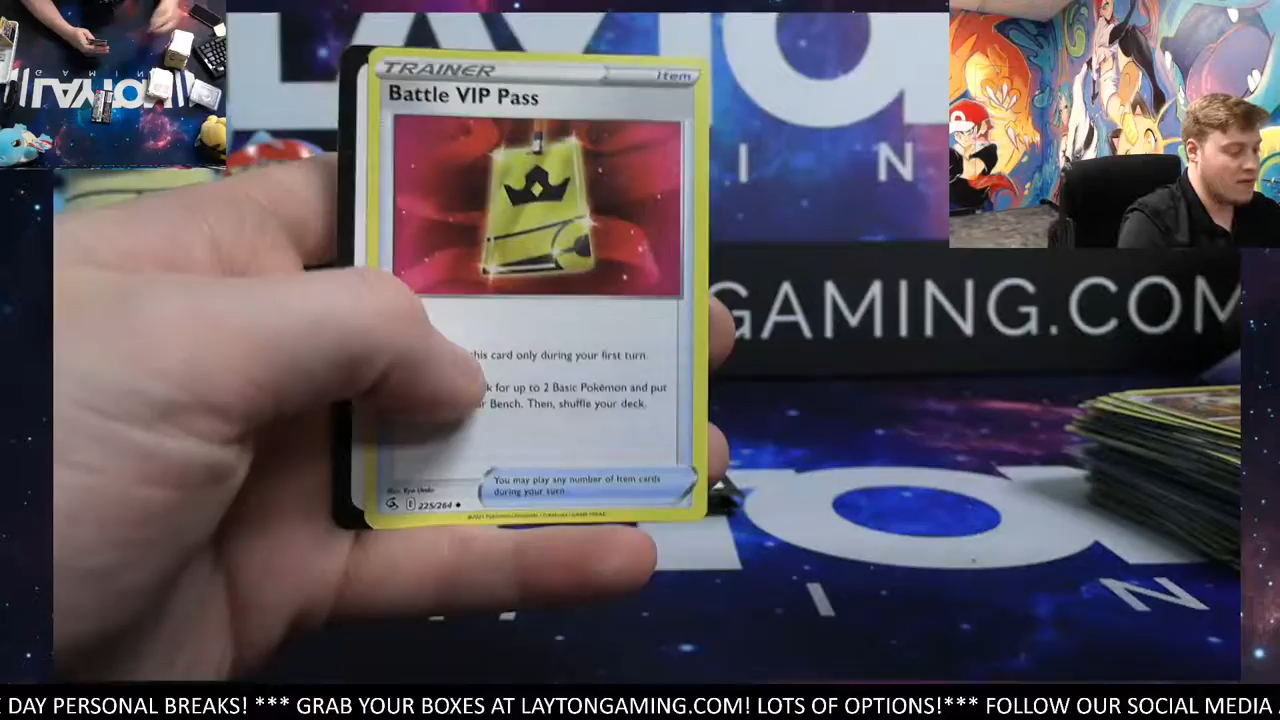 TRAINER
Item
Battle VIP Pass
this card only during your first turn.
k for up to 2 Basic Pokémon and put
r Bench. Then, shuffle your deck.
You may play any number of Item cards
during your turn.
E 225/264
I N
GAMING.COM
I N
DAY PERSONAL BREAKS! *** GRAB YOUR BOXES AT LAYTONGAMING.COM! LOTS OF OPTIONS!*** FOLLOW OUR SOCIAL MEDIA